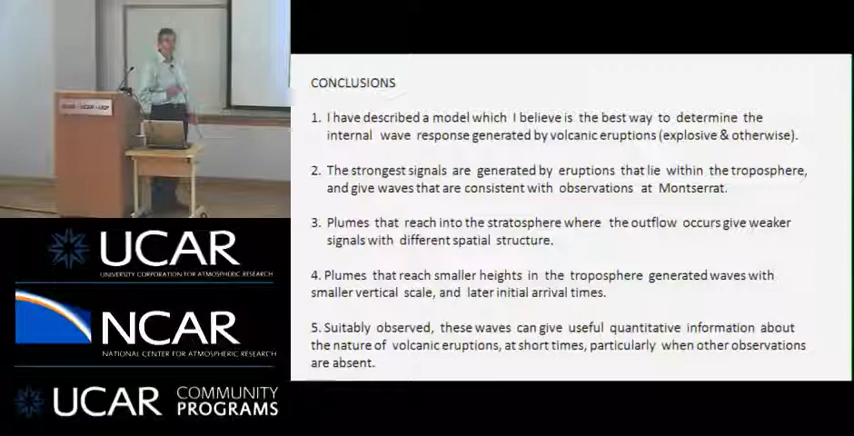 CONCLUSIONS
1. I have described a model which I believe is the best way to determine the
internal wave response generated by volcanic eruptions (explosive & otherwise).
2. The strongest signals are generated by eruptions that lie within the troposphere,
and give waves that are consistent with observations at Montserrat.
3. Plumes that reach into the stratosphere where the outflow occurs give weaker
signals with different spatial structure.
4. Plumes that reach smaller heights in the troposphere generated waves with
smaller vertical scale, and later initial arrival times.
5. Suitably observed, these waves can give useful quantitative information about
the nature of volcanic eruptions, at short times, particularly when other observations
are absent.
UCAR
UNIVERSITY CORPORATION FOR ATMOSPHERIC RESEARCH
NCAR
NATIONAL CENTER FOR ATMOSPHERIC RESEARCH
UCAR COMMUNITY
PROGRAMS